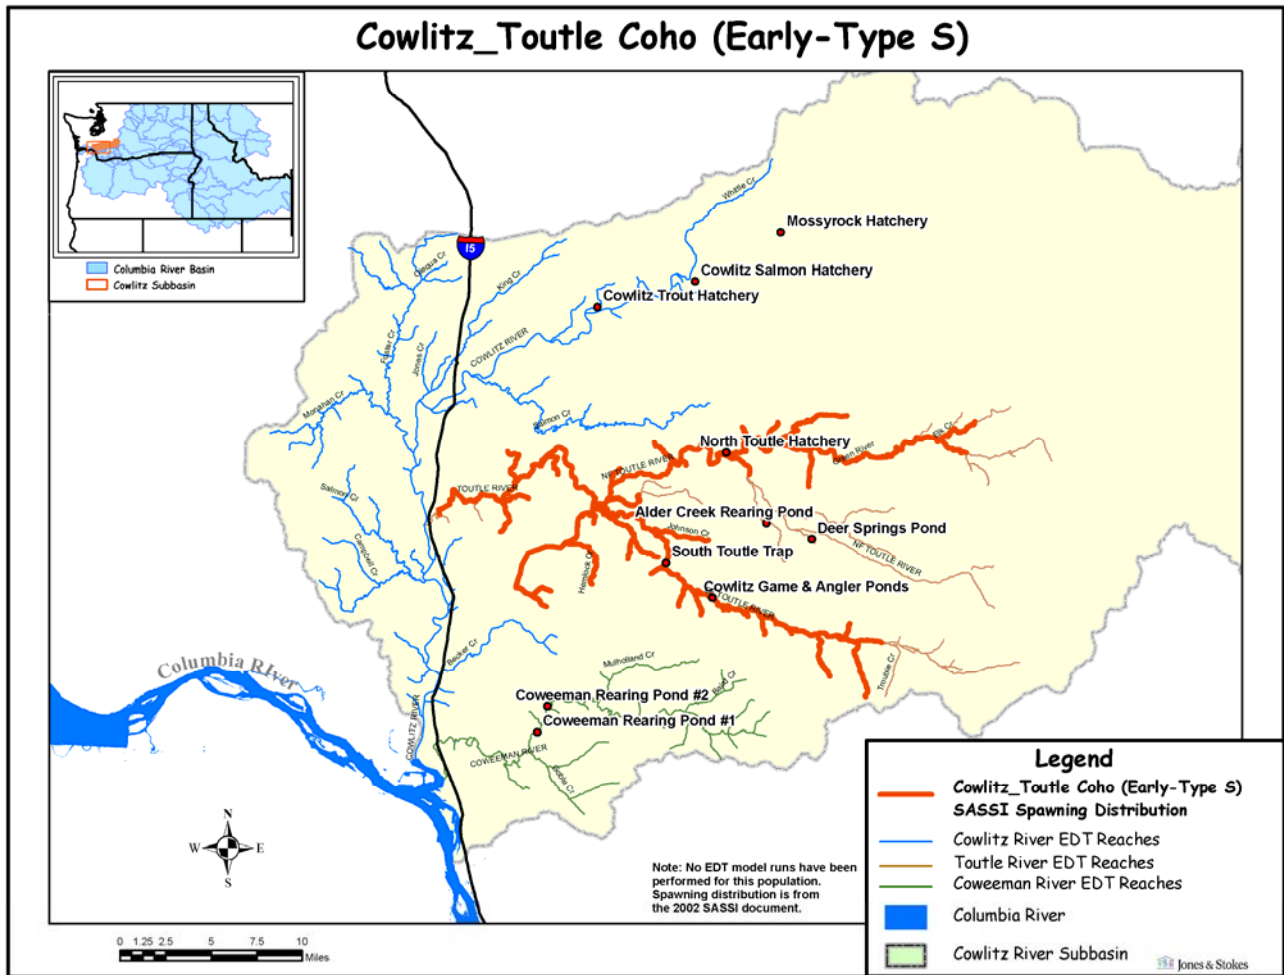 Cowlitz_Toutle Coho (Early-Type S)
Columbia River Basin
Cowlitz Subbasin
15
Whittle Cr
Mossyrock Hatchery
Cowlitz Salmon Hatchery
Cowlitz Trout Hatchery
Olequa Cr
King Cr
COWLITZ RIVER
Foster Cr
Jones Cr
Monahan Cr
Salmon Cr
Elk Cr
North Toutle Hatchery
Green River
NF TOUTLE RIVER
TOUTLE RIVER
Salmon Cr
Alder Creek Rearing Pond
Johnson Cr
Deer Springs Pond
NF TOUTLE RIVER
Campbell Cr
South Toutle Trap
Hemlock Cr
Cowlitz Game & Angler Ponds
TOUTLE RIVER
Becker Cr
Mulholland Cr
Trouble Cr
Columbia River
Baird Cr
Coweeman Rearing Pond #2
Coweeman Rearing Pond #1
COWLITZ RIVER
COWEEMAN RIVER
Goble Cr
N
W E
S
Note: No EDT model runs have been
performed for this population.
Spawning distribution is from
the 2002 SASSI document.
0 1.25 2.5 5 7.5 10
Miles
Legend
Cowlitz_Toutle Coho (Early-Type S)
SASSI Spawning Distribution
Cowlitz River EDT Reaches
Toutle River EDT Reaches
Coweeman River EDT Reaches
Columbia River
Cowlitz River Subbasin
Jones & Stokes